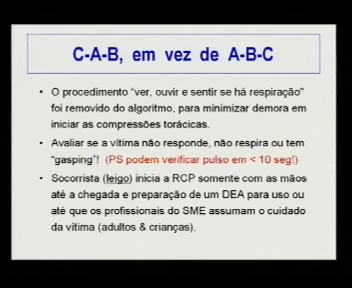 C-A-B, em vez de A-B-C
• O procedimento "ver, ouvir e sentir se há respiração"
foi removido do algoritmo, para minimizar demora em
iniciar as compressões torácicas.
• Avaliar se a vítima não responde, não respira ou tem
"gasping"! (PS podem verificar pulso em < 10 seg!)
• Socorrista (leigo) inicia a RCP somente com as mãos
até a chegada e preparação de um DEA para uso ou
até que os profissionais do SME assumam o cuidado
da vítima (adultos & crianças).